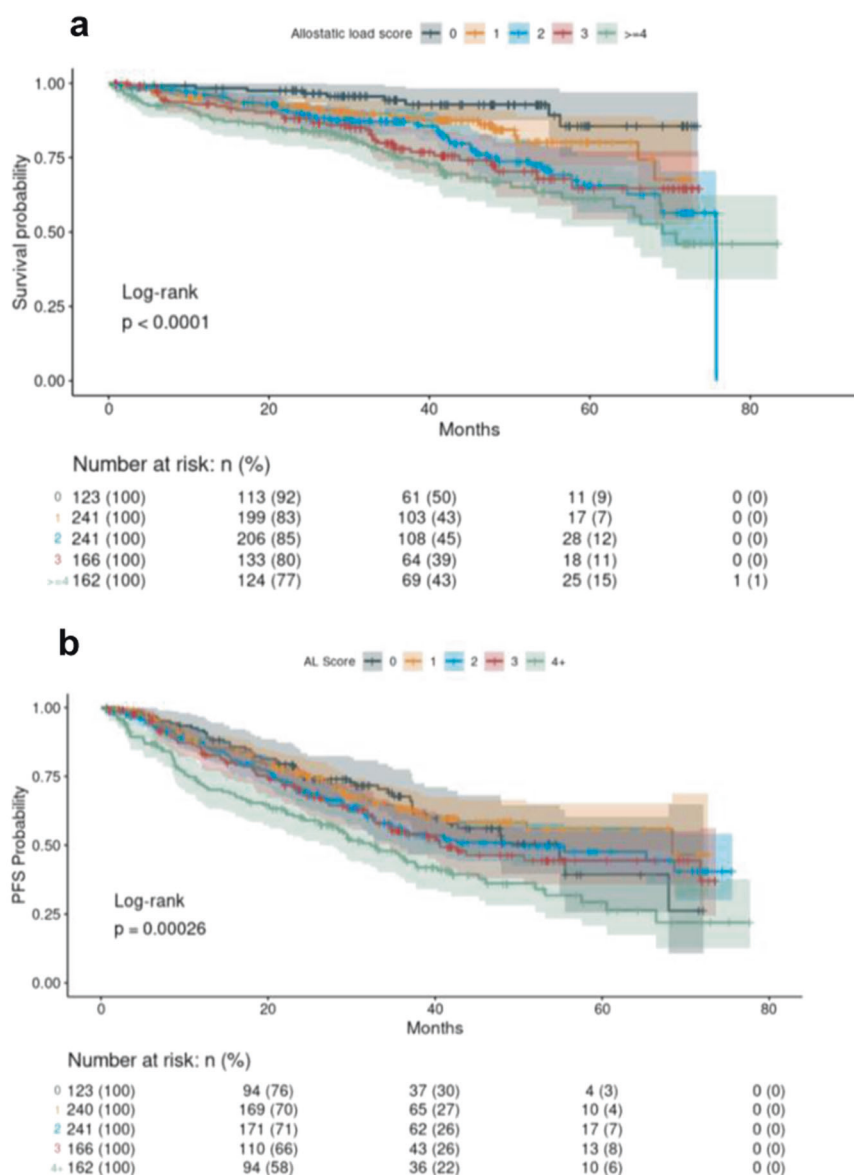 a
Allostatic load score 0 1 2 3 >=4
1.00
0.75
0.50
0.25
0.00
Survival probability
Log-rank
p < 0.0001
0 20 40 60 80
Months
Number at risk: n (%)
0 123 (100) 113 (92) 61 (50) 11 (9) 0 (0)
1 241 (100) 199 (83) 103 (43) 17 (7) 0 (0)
2 241 (100) 206 (85) 108 (45) 28 (12) 0 (0)
3 166 (100) 133 (80) 64 (39) 18 (11) 0 (0)
>=4 162 (100) 124 (77) 69 (43) 25 (15) 1 (1)
b
AL Score 0 1 2 3 4+
1.00
0.75
0.50
0.25
0.00
PFS Probability
Log-rank
p = 0.00026
0 20 40 60 80
Months
Number at risk: n (%)
0 123 (100) 94 (76) 37 (30) 4 (3) 0 (0)
1 240 (100) 169 (70) 65 (27) 10 (4) 0 (0)
2 241 (100) 171 (71) 62 (26) 17 (7) 0 (0)
3 166 (100) 110 (66) 43 (26) 13 (8) 0 (0)
4+ 162 (100) 94 (58) 36 (22) 10 (6) 0 (0)